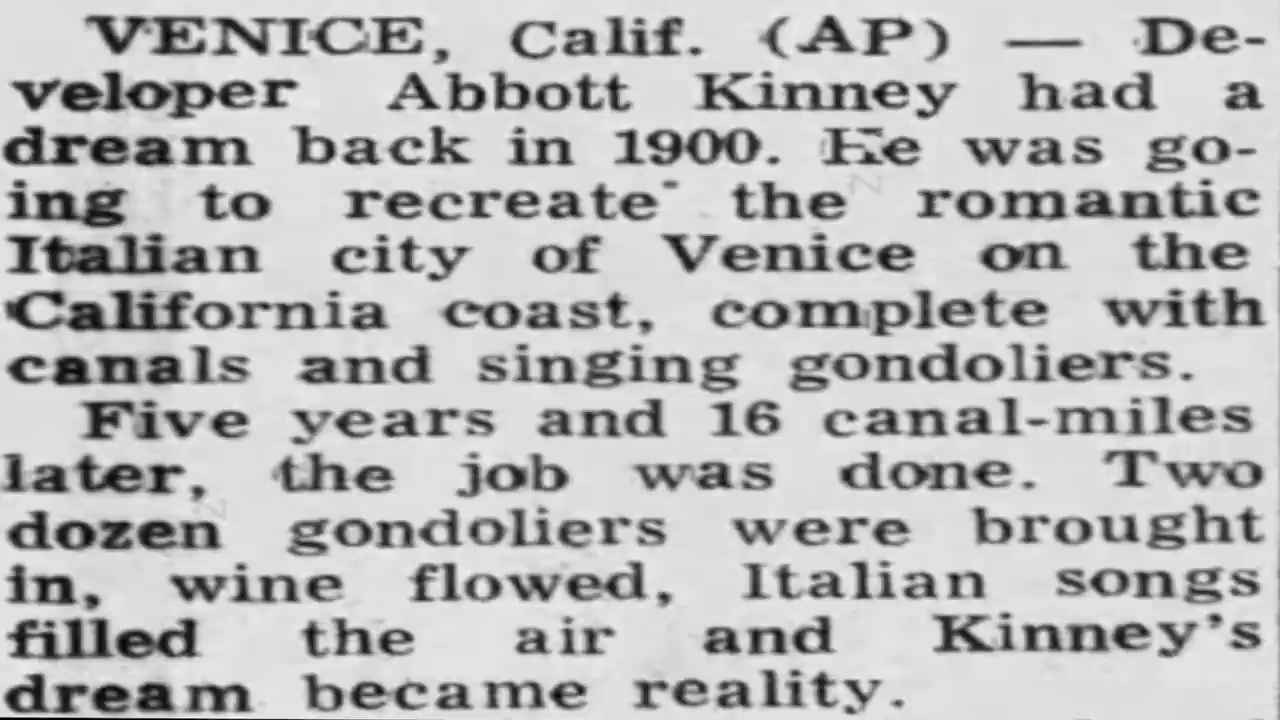 VENICE, Calif. (AP) — De-
veloper Abbott Kinney had a
dream back in 1900. He was go-
ing to recreate the romantic
Italian city of Venice on the
California coast, complete with
canals and singing gondoliers.
Five years and 16 canal-miles
later, the job was done. Two
dozen gondoliers were brought
in, wine flowed, Italian songs
filled the air and Kinney's
dream became reality.